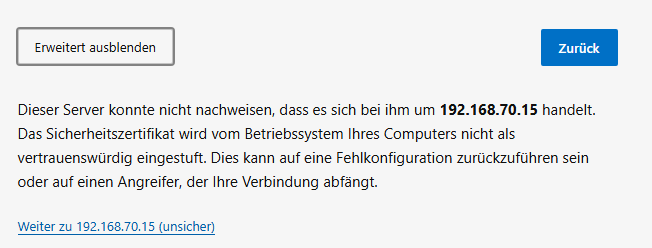 Erweitert ausblenden
Zurück
Dieser Server konnte nicht nachweisen, dass es sich bei ihm um 192.168.70.15 handelt.
Das Sicherheitszertifikat wird vom Betriebssystem Ihres Computers nicht als
vertrauenswürdig eingestuft. Dies kann auf eine Fehlkonfiguration zurückzuführen sein
oder auf einen Angreifer, der Ihre Verbindung abfängt.
Weiter zu 192.168.70.15 (unsicher)